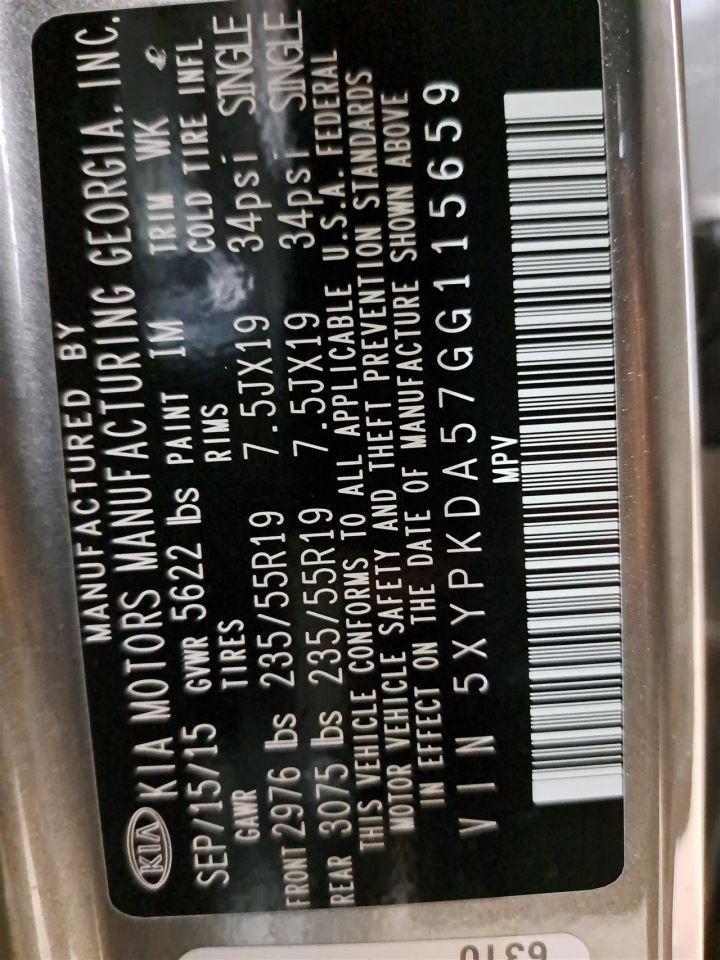 MANUFACTURED BY
KIA KIA MOTORS MANUFACTURING GEORGIA, INC.
SEP/15/15 GVWR 5622 lbs PAINT IM TRIM WK
GAWR TIRES RIMS COLD TIRE INFL
FRONT 2976 lbs 235/55R19 7.5JX19 34psi SINGLE
REAR 3075 lbs 235/55R19 7.5JX19 34psi SINGLE
THIS VEHICLE CONFORMS TO ALL APPLICABLE U.S.A. FEDERAL
MOTOR VEHICLE SAFETY AND THEFT PREVENTION STANDARDS
IN EFFECT ON THE DATE OF MANUFACTURE SHOWN ABOVE
VIN 5XYPKDA57GG115659
MPV
6310